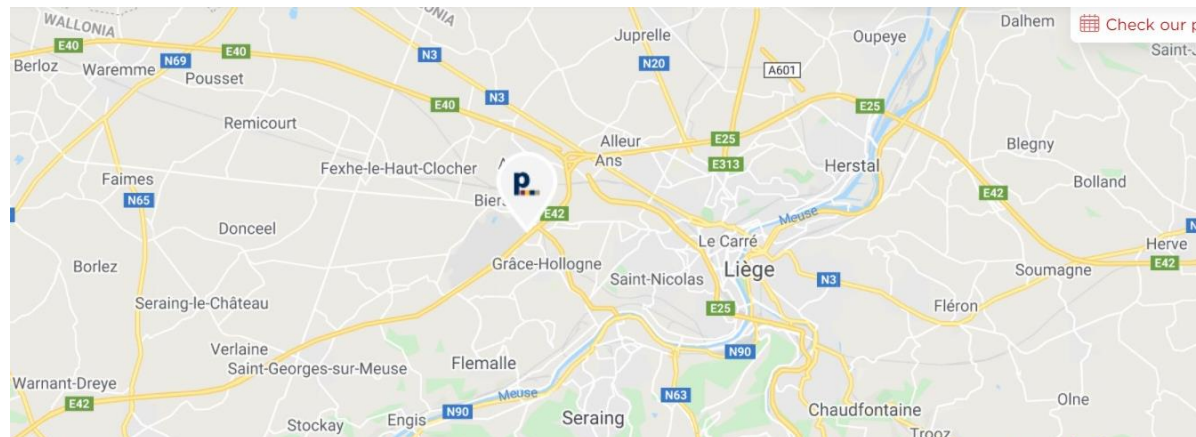 WALLONIA
WALLONIA
Juprelle
Oupeye
Dalhem
Check our p
E40
E40
N69
N3
N20
A601
Saint-J
Berloz
Waremme
Pousset
E40
N3
E25
Remicourt
Alleur
E25
Blegny
Fexhe-le-Haut-Clocher
A
Ans
E313
Herstal
Faimes
p
E42
Bolland
N65
Biers
E42
Meuse
N
Donceel
Le Carré
Herve
Borlez
Grâce-Hollogne
Saint-Nicolas
Liège
N3
Soumagne
E42
Seraing-le-Château
E25
Fléron
Verlaine
Saint-Georges-sur-Meuse
Flemalle
N90
Warnant-Dreye
E42
Meuse
N63
Olne
Stockay
Engis
N90
Seraing
Chaudfontaine
Trooz